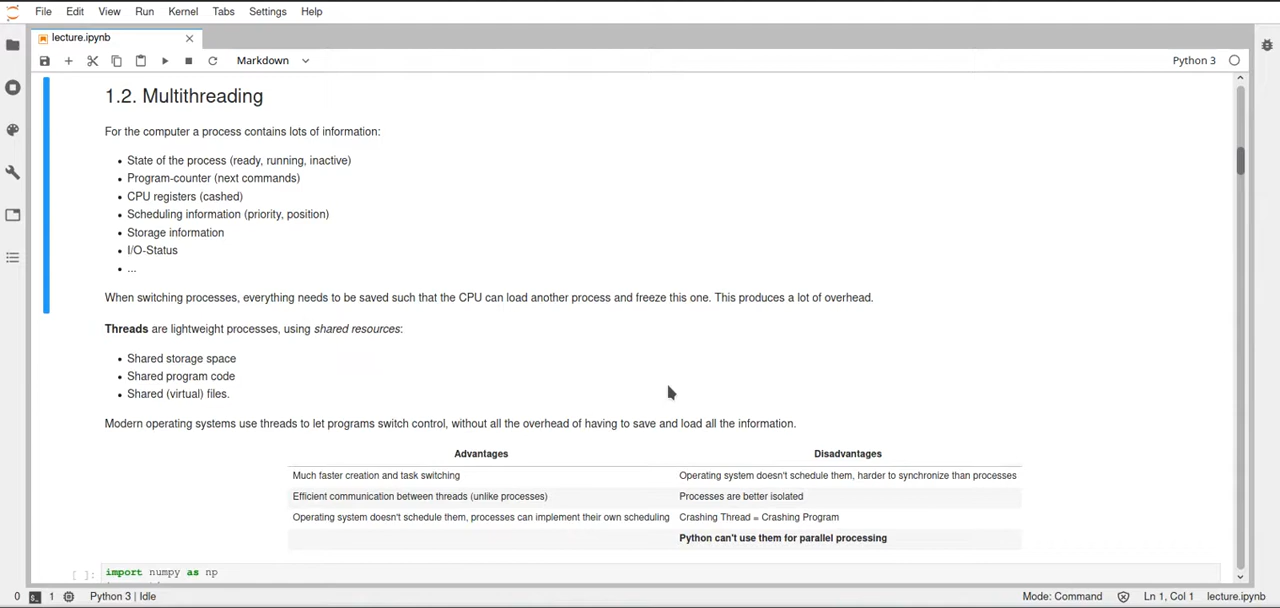 File Edit View Run Kernel Tabs Settings Help
lecture.ipynb
Markdown
Python 3
1.2. Multithreading
For the computer a process contains lots of information:
• State of the process (ready, running, inactive)
• Program-counter (next commands)
• CPU registers (cashed)
• Scheduling information (priority, position)
• Storage information
• I/O-Status
• ...
When switching processes, everything needs to be saved such that the CPU can load another process and freeze this one. This produces a lot of overhead.
Threads are lightweight processes, using shared resources:
• Shared storage space
• Shared program code
• Shared (virtual) files.
Modern operating systems use threads to let programs switch control, without all the overhead of having to save and load all the information.
Advantages Disadvantages
Much faster creation and task switching Operating system doesn't schedule them, harder to synchronize than processes
Efficient communication between threads (unlike processes) Processes are better isolated
Operating system doesn't schedule them, processes can implement their own scheduling Crashing Thread = Crashing Program
Python can't use them for parallel processing
[ ]: import numpy as np
0 1 Python 3 | Idle Mode: Command Ln 1, Col 1 lecture.ipynb